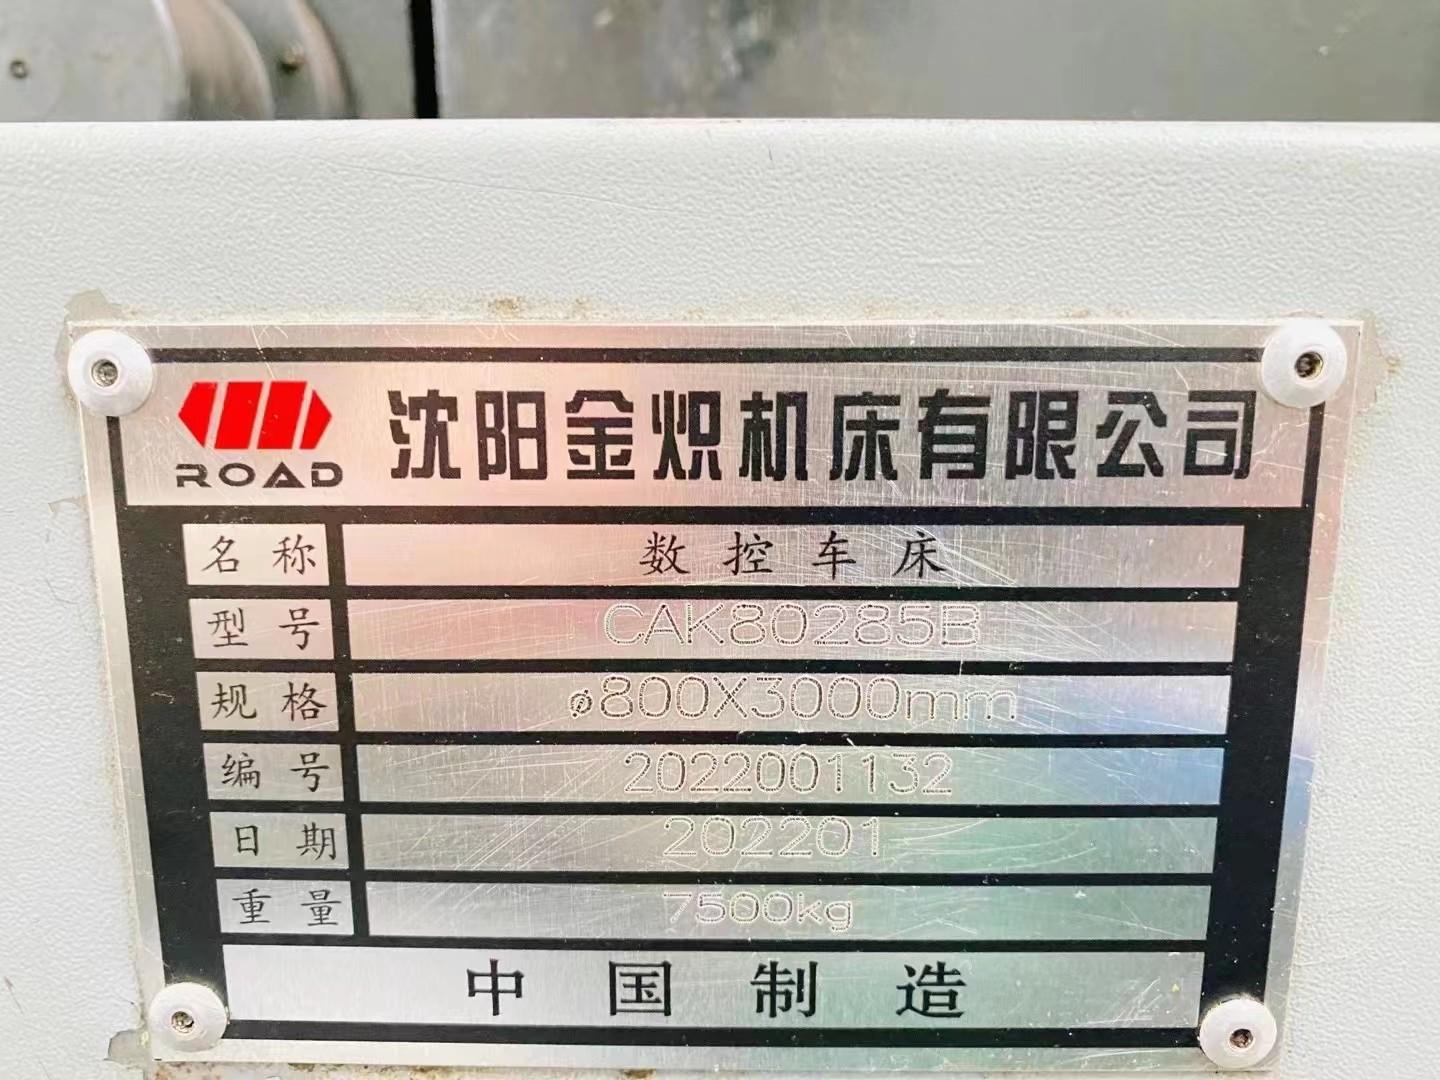 ROAD 沈阳金炽机床有限公司
名称 数控车床
型号 CAK80285B
规格 ø800X3000mm
编号 2022001132
日期 202201
重量 7500kg
中国制造